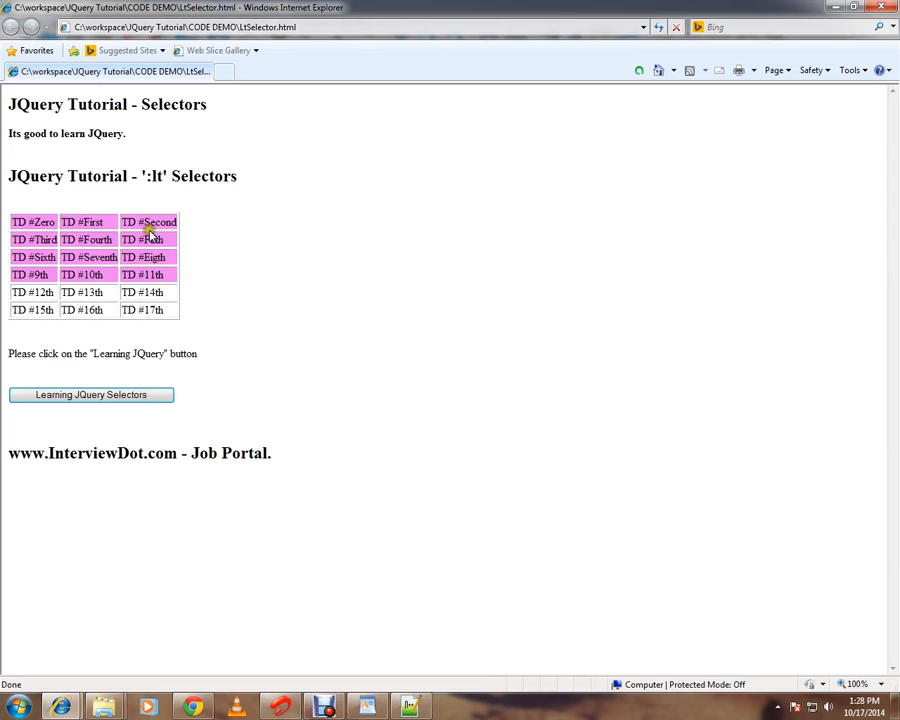 C:\workspace\JQuery Tutorial\CODE DEMO\LtSelector.html - Windows Internet Explorer
C:\workspace\JQuery Tutorial\CODE DEMO\LtSelector.html
Bing
Favorites Suggested Sites Web Slice Gallery
C:\workspace\JQuery Tutorial\CODE DEMO\LtSel...
Page Safety Tools
JQuery Tutorial - Selectors
Its good to learn JQuery.
JQuery Tutorial - ':lt' Selectors
TD #Zero TD #First TD #Second
TD #Third TD #Fourth TD
TD #Sixth TD #Seventh TD #Eigth
TD #9th TD #10th TD #11th
TD #12th TD #13th TD #14th
TD #15th TD #16th TD #17th
Please click on the "Learning JQuery" button
Learning JQuery Selectors
www.InterviewDot.com - Job Portal.
Done Computer | Protected Mode: Off 100%
1:28 PM
10/17/2014